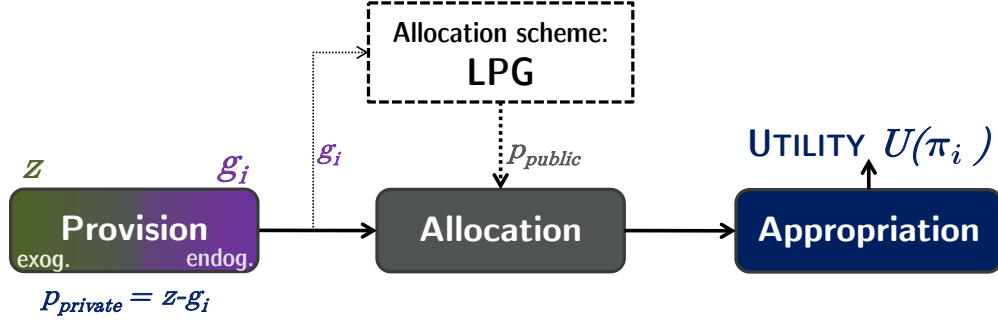 Allocation scheme:
LPG
g_i
p_public
UTILITY U(π_i )
z
g_i
Provision
exog.
endog.
Allocation
Appropriation
p_private = z-g_i